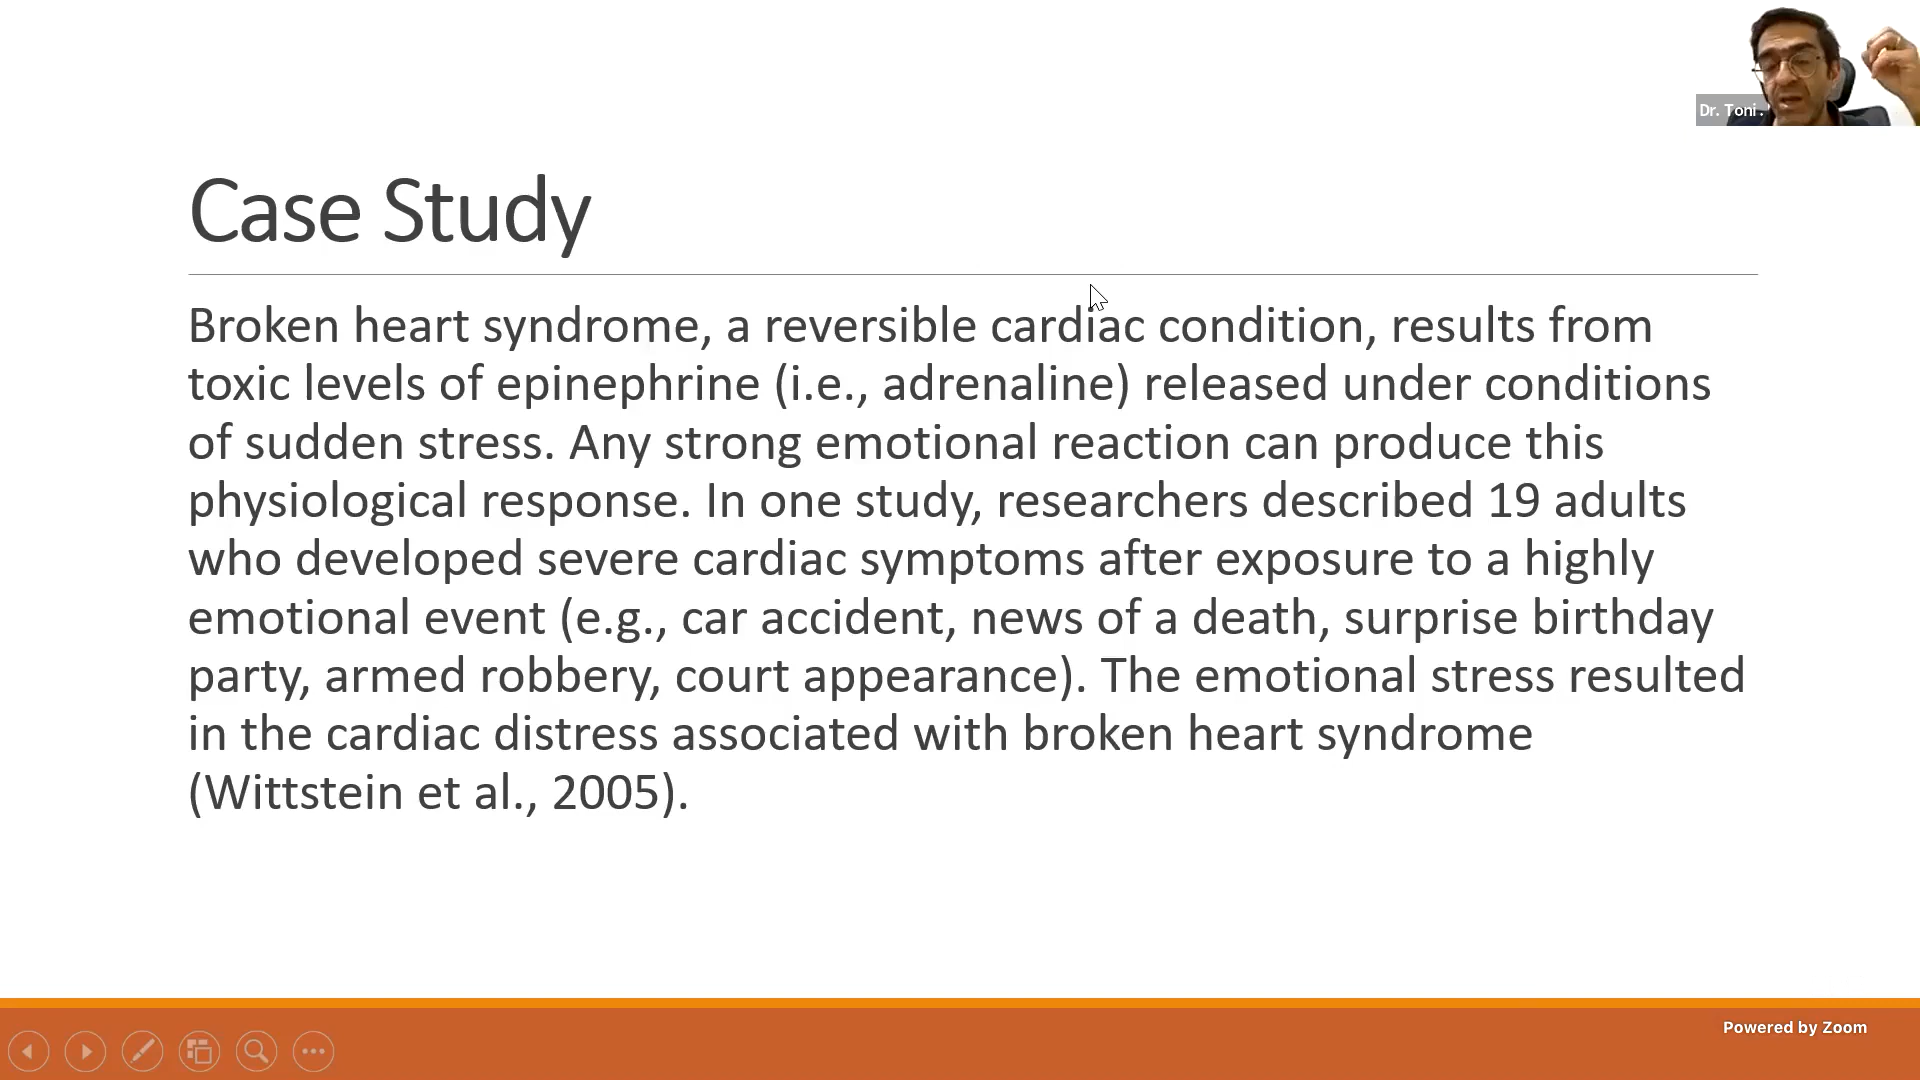 Dr. Toni.
Case Study
Broken heart syndrome, a reversible cardiac condition, results from
toxic levels of epinephrine (i.e., adrenaline) released under conditions
of sudden stress. Any strong emotional reaction can produce this
physiological response. In one study, researchers described 19 adults
who developed severe cardiac symptoms after exposure to a highly
emotional event (e.g., car accident, news of a death, surprise birthday
party, armed robbery, court appearance). The emotional stress resulted
in the cardiac distress associated with broken heart syndrome
(Wittstein et al., 2005).
Powered by Zoom